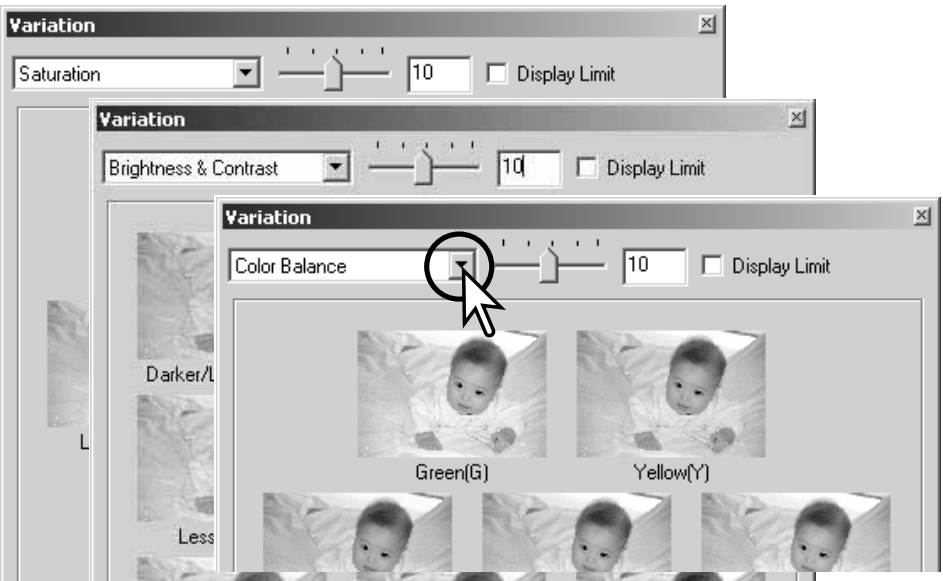 Variation
Saturation 10 Display Limit
Variation
Brightness & Contrast 10 Display Limit
Variation
Color Balance 10 Display Limit
Darker/L
Green(G) Yellow(Y)
L
Less